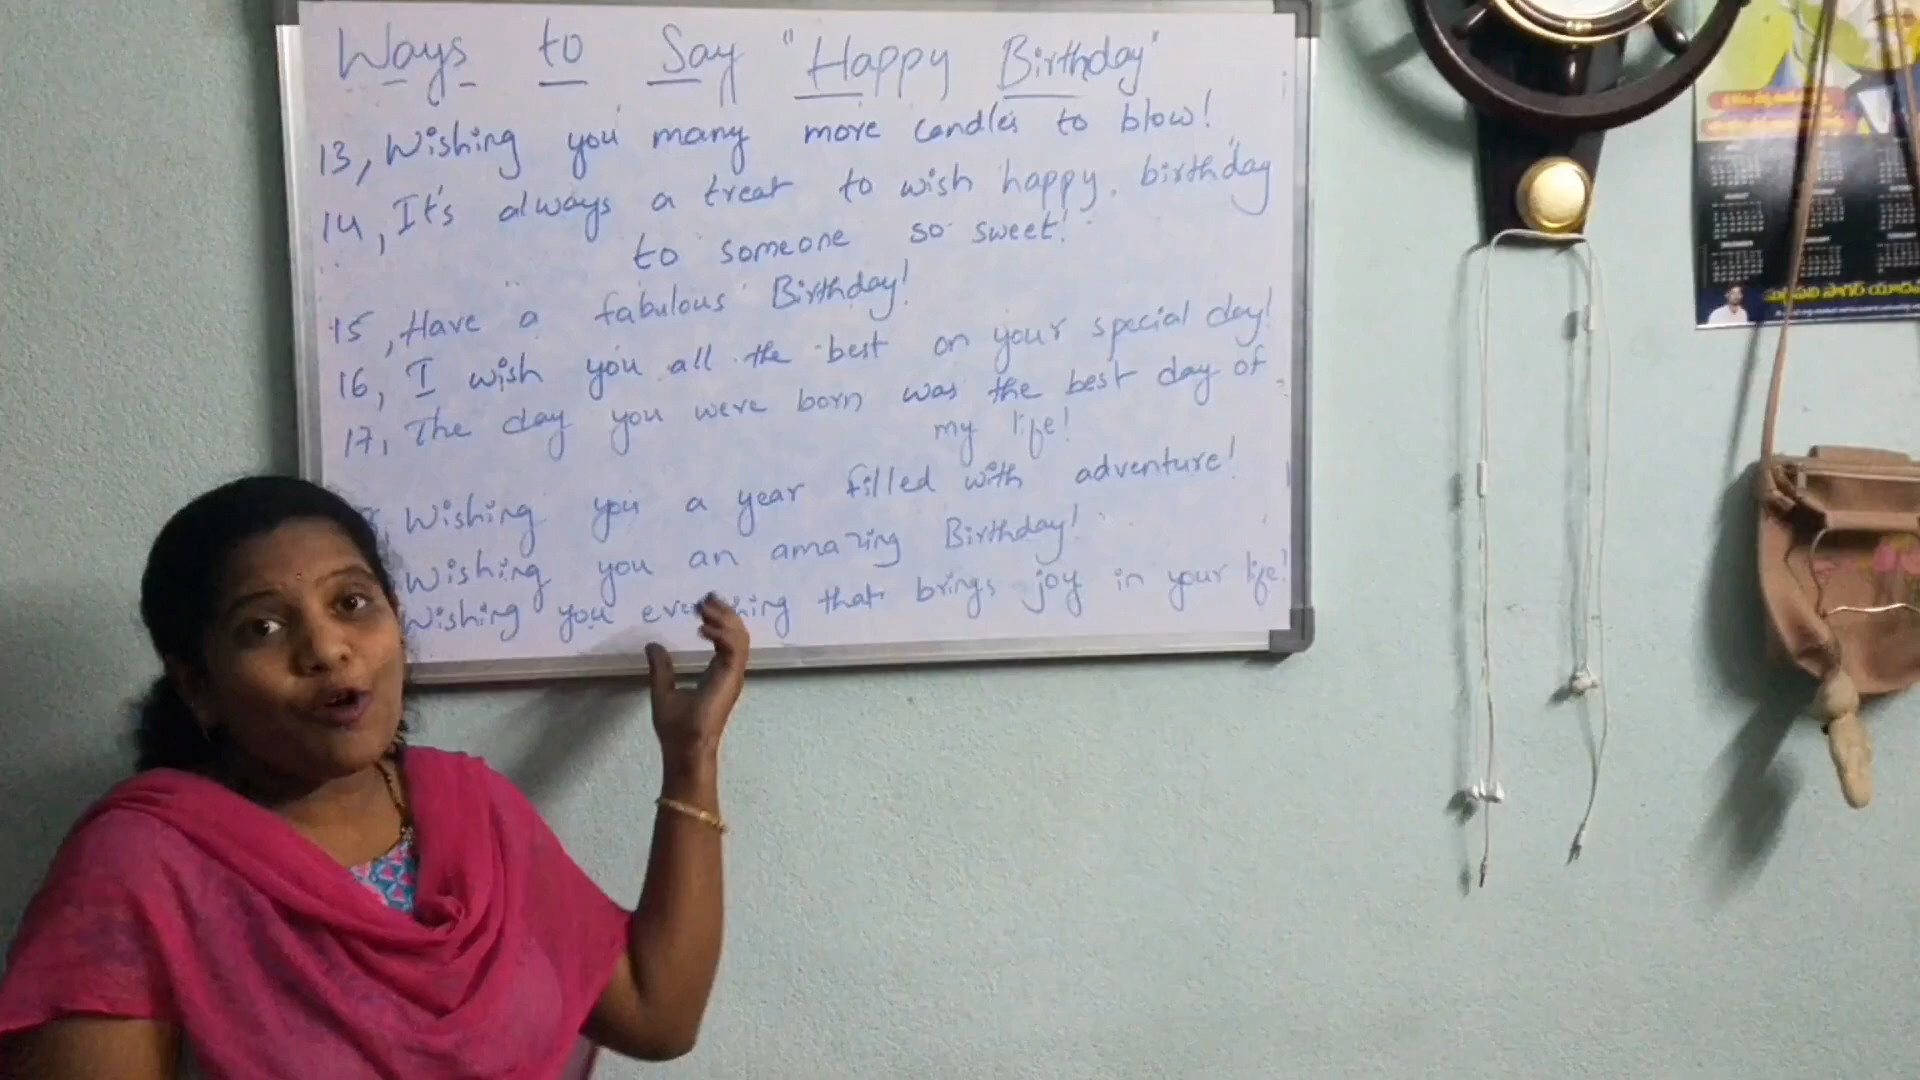 Ways to Say "Happy Birthday"
13, Wishing you many more candles to blow!
14, It's always a treat to wish happy birthday
to someone so sweet!
15, Have a fabulous Birthday!
16, I wish you all the best on your special day!
17, The day you were born was the best day of
my life!
Wishing you a year filled with adventure!
Wishing you an amazing Birthday!
Wishing you everything that brings joy in your life!